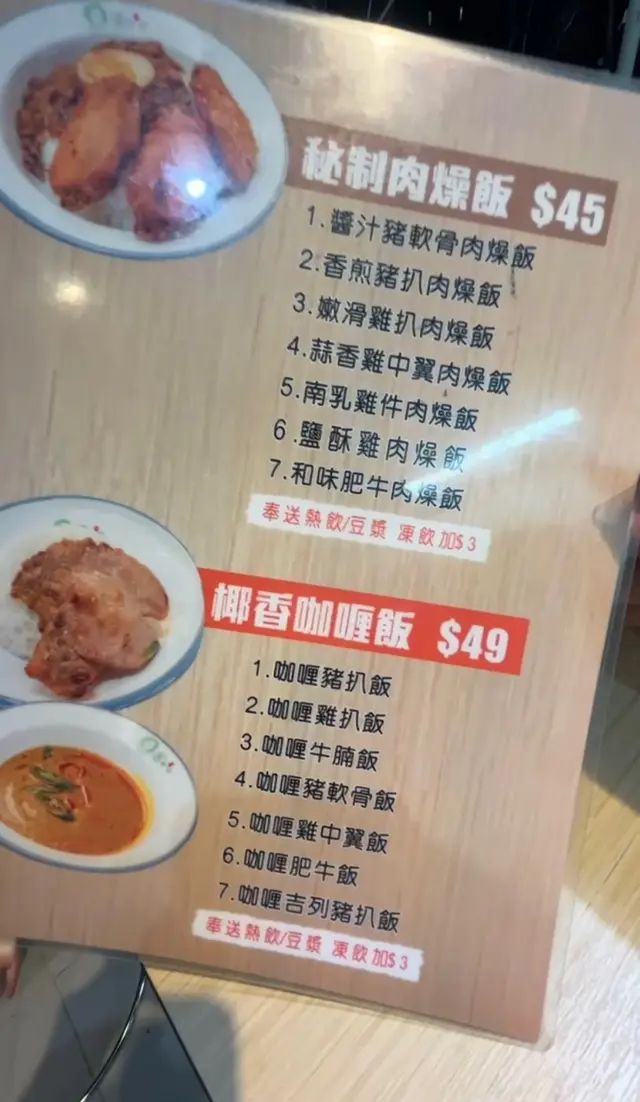 秘制肉燥飯 $45
1.醬汁豬軟骨肉燥飯
2.香煎豬扒肉燥飯
3.嫩滑雞扒肉燥飯
4.蒜香雞中翼肉燥飯
5.南乳雞件肉燥飯
6.鹽酥雞肉燥飯
7.和味肥牛肉燥飯
奉送熱飲/豆漿 凍飲加$3
椰香咖喱飯 $49
1.咖喱豬扒飯
2.咖喱雞扒飯
3.咖喱牛腩飯
4.咖喱豬軟骨飯
5.咖喱雞中翼飯
6.咖喱肥牛飯
7.咖喱吉列豬扒飯
奉送熱飲/豆漿 凍飲加$3